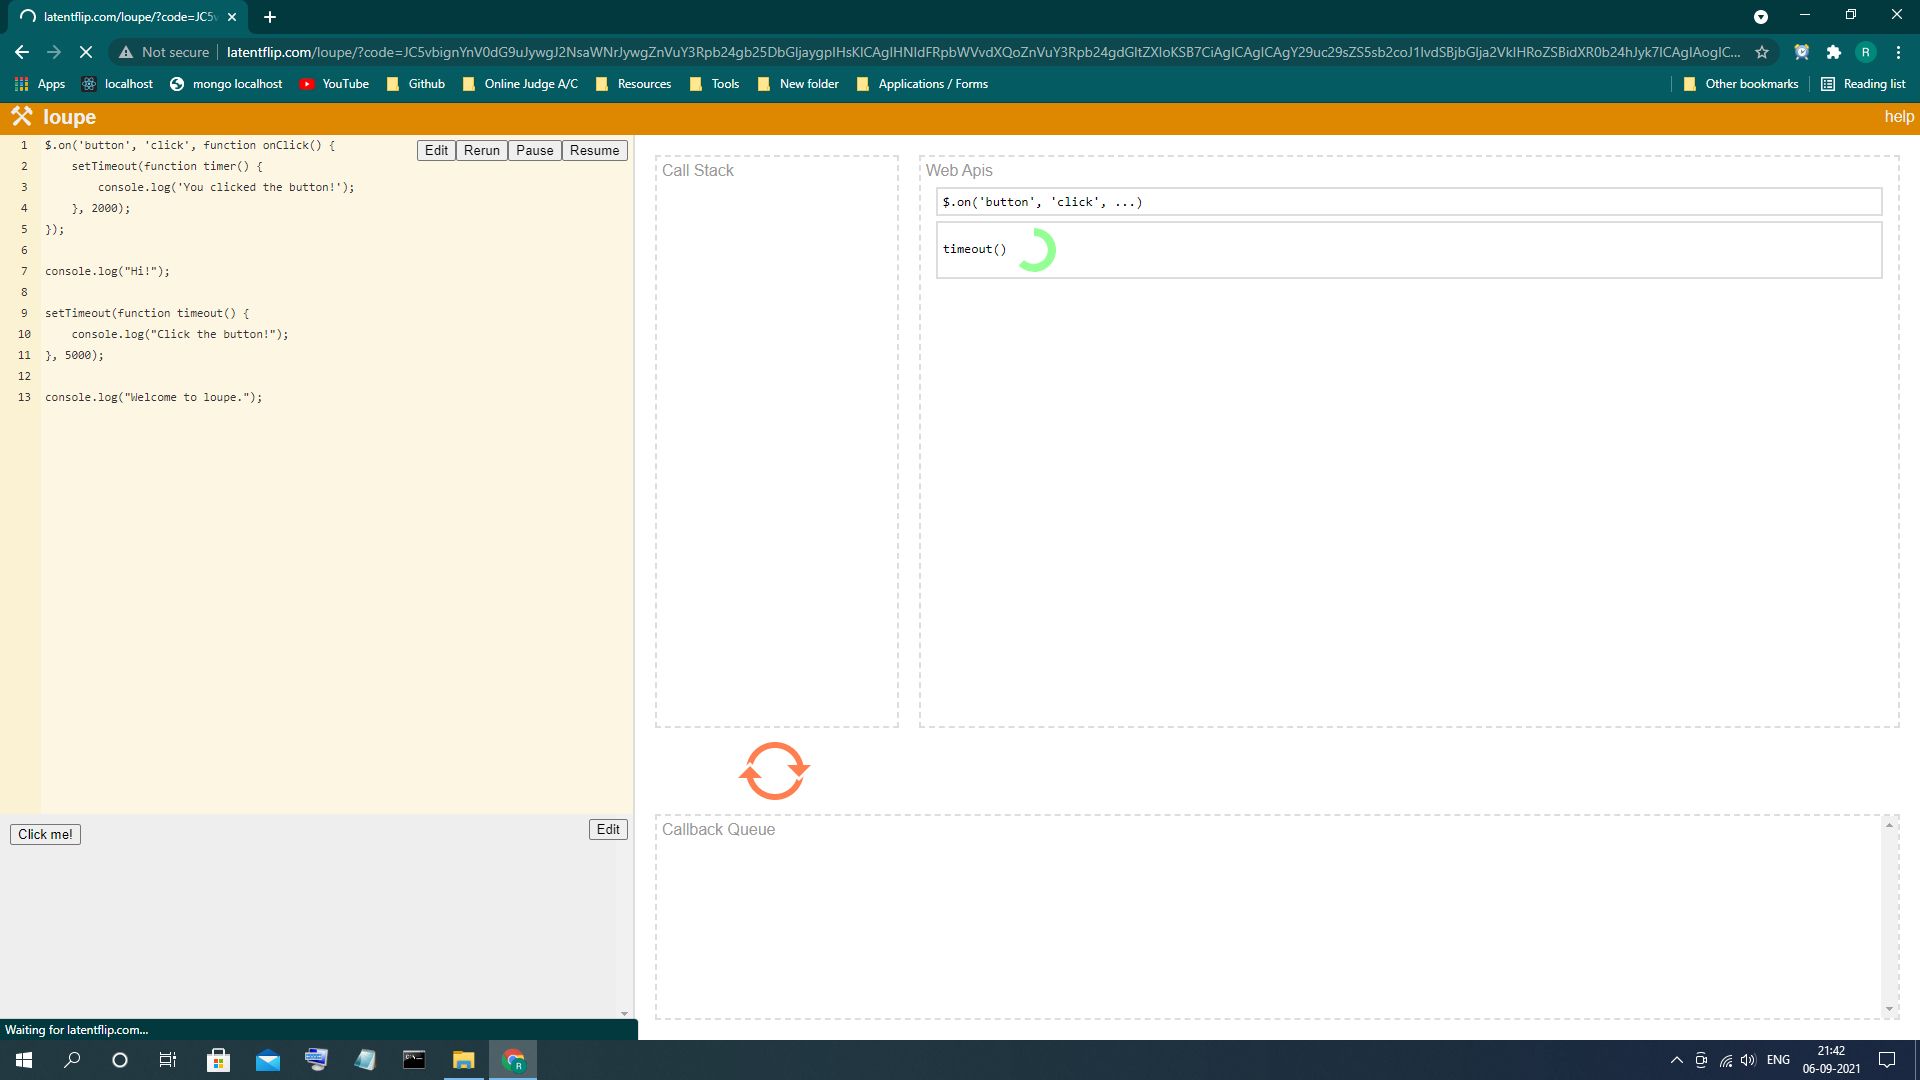 latentflip.com/loupe/?code=JC5v
Not secure
latentflip.com/loupe/?code=
Apps
localhost
mongo localhost
YouTube
Github
Online Judge A/C
Resources
Tools
New folder
Applications / Forms
Other bookmarks
Reading list
loupe
help
Edit
Rerun
Pause
Resume
1 $.on('button', 'click', function onClick() {
2 setTimeout(function timer() {
3 console.log('You clicked the button!');
4 }, 2000);
5 });
6
7 console.log("Hi!");
8
9 setTimeout(function timeout() {
10 console.log("Click the button!");
11 }, 5000);
12
13 console.log("Welcome to loupe.");
Call Stack
Web Apis
$.on('button', 'click', ...)
timeout()
Click me!
Edit
Callback Queue
Waiting for latentflip.com...
R
ENG
21:42
06-09-2021